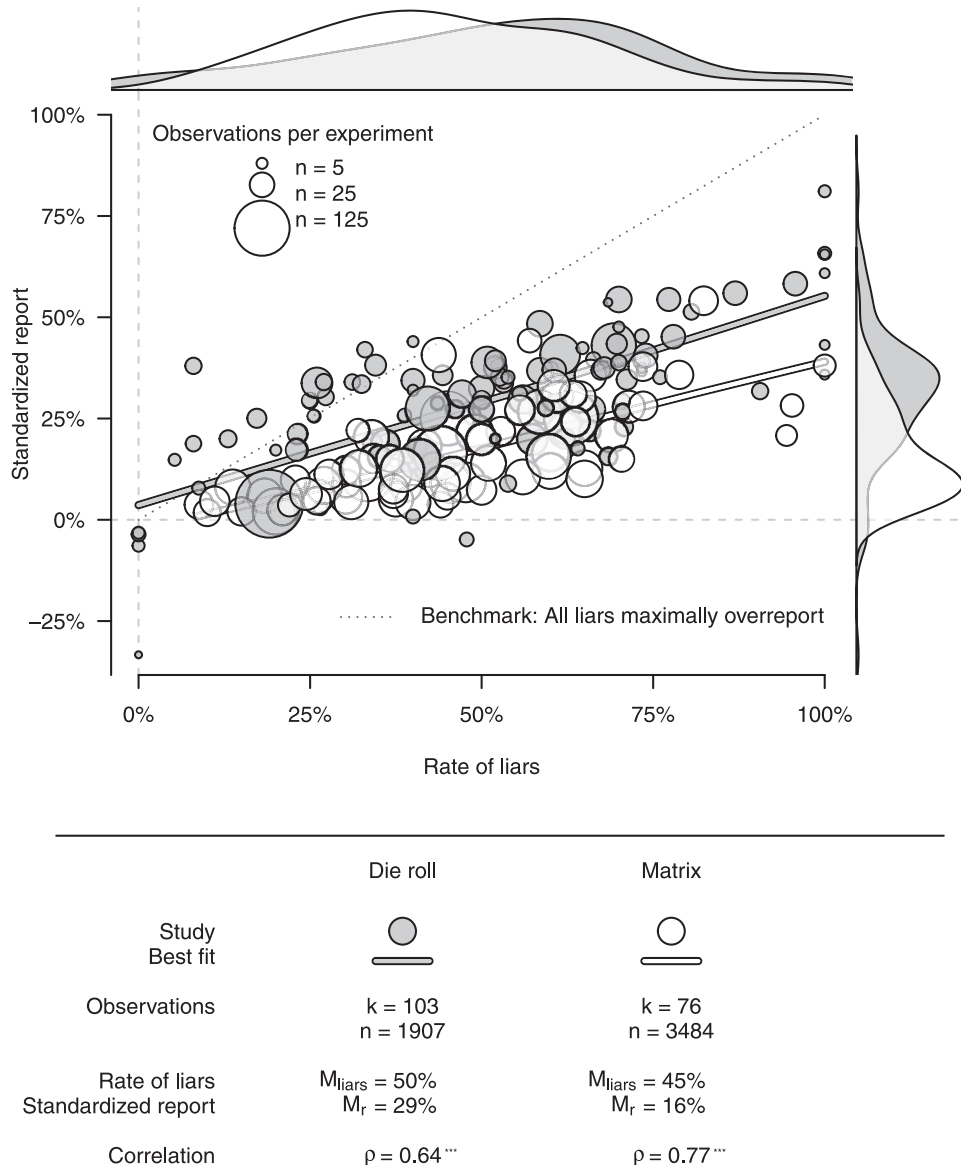 100%
75%
50%
25%
0%
−25%
Standardized report
Observations per experiment
n = 5
n = 25
n = 125
Benchmark: All liars maximally overreport
0% 25% 50% 75% 100%
Rate of liars
Die roll Matrix
Study
Best fit
Observations k = 103 k = 76
n = 1907 n = 3484
Rate of liars Mliars = 50% Mliars = 45%
Standardized report Mr = 29% Mr = 16%
Correlation ρ = 0.64*** ρ = 0.77***